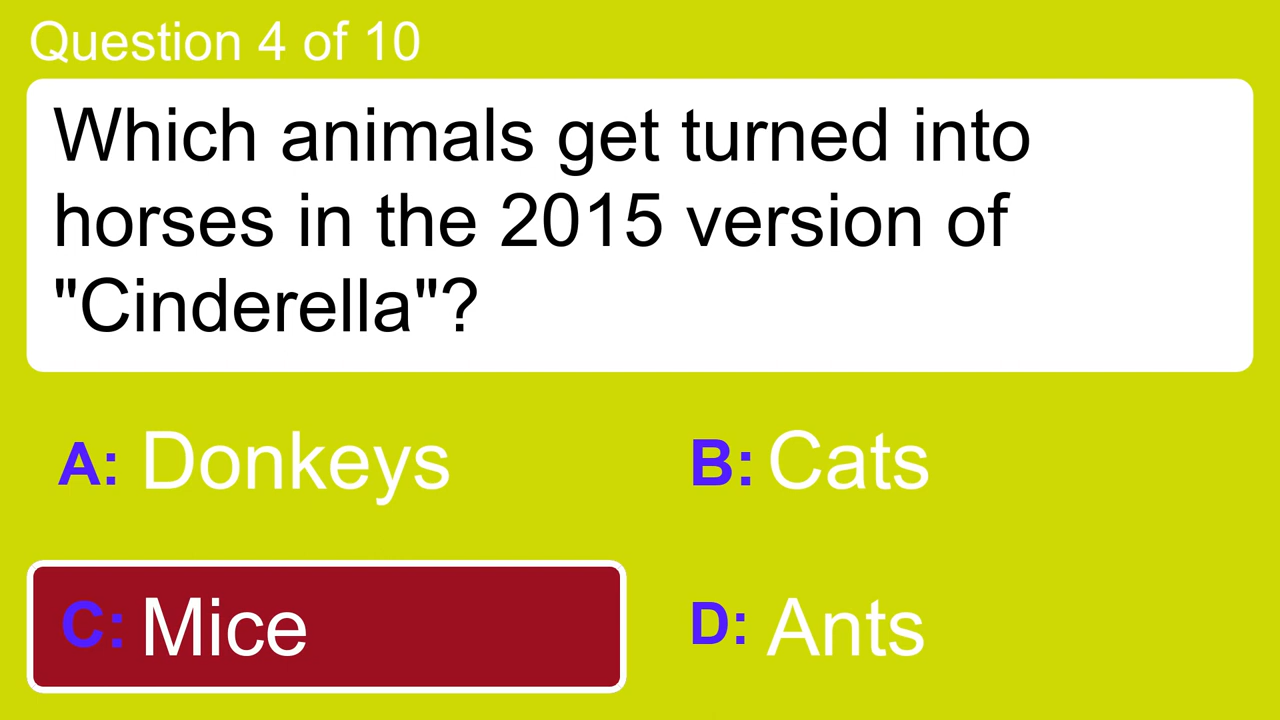 Question 4 of 10
Which animals get turned into
horses in the 2015 version of
"Cinderella"?
A: Donkeys
B: Cats
C: Mice
D: Ants